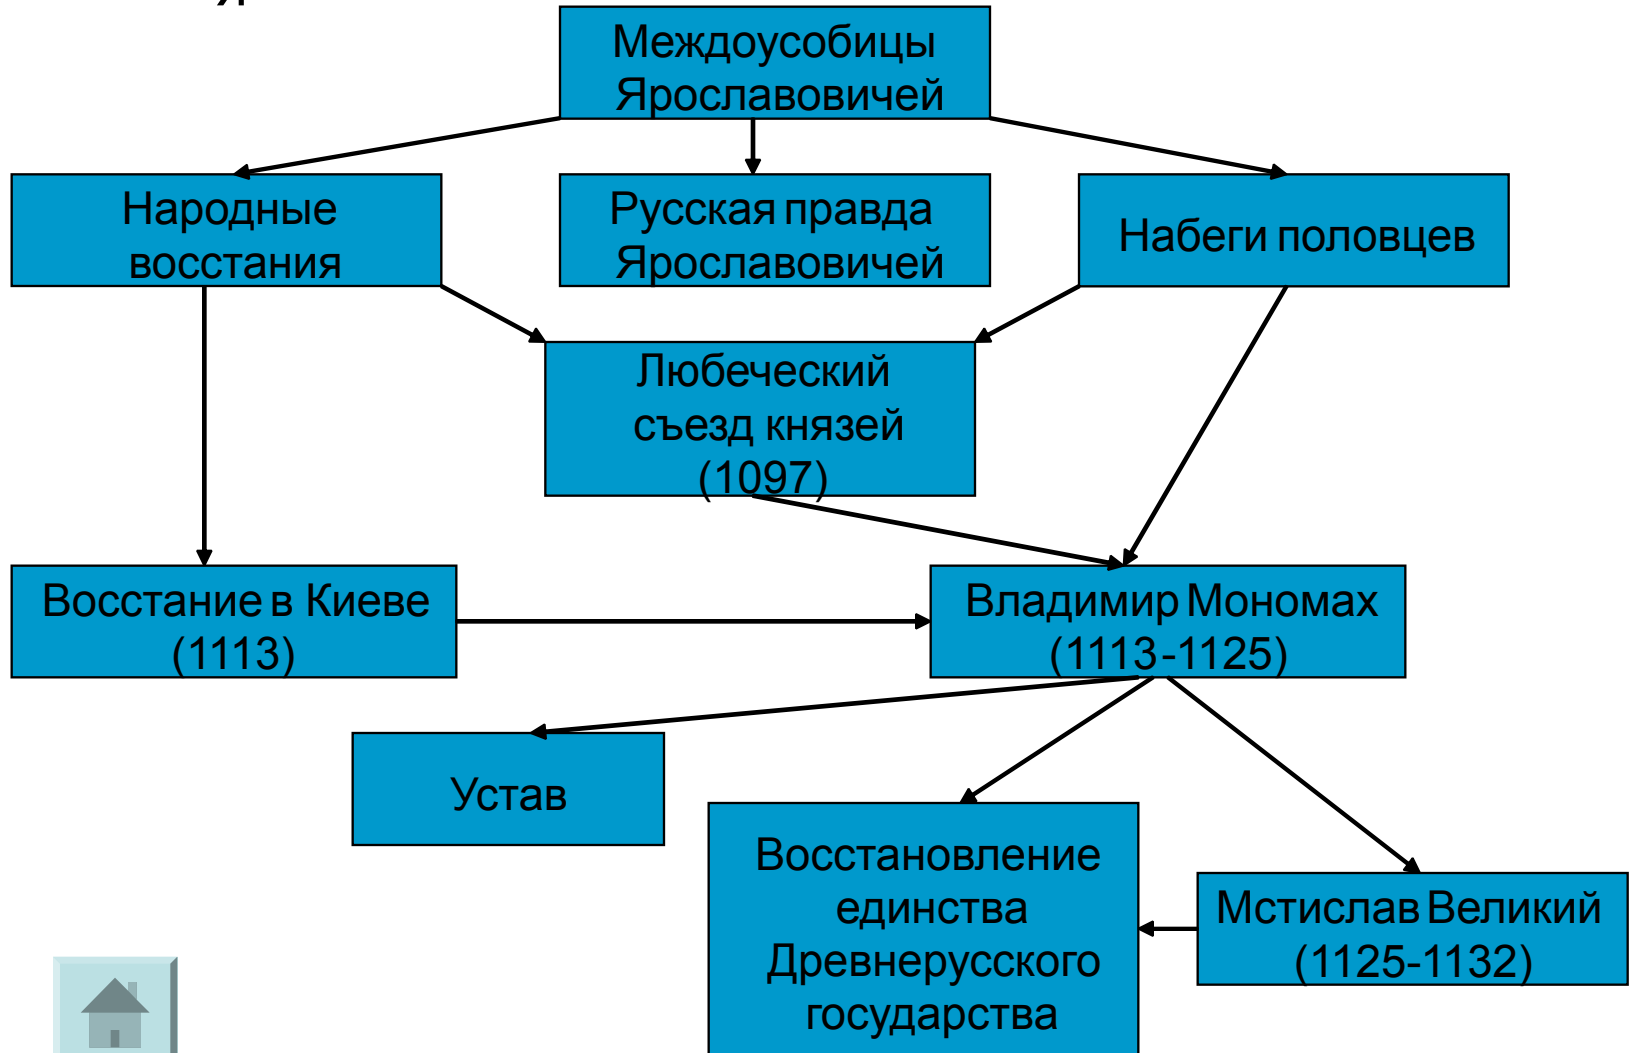 Междоусобицы
Ярославовичей
Народные
восстания
Русская правда
Ярославовичей
Набеги половцев
Любеческий
съезд князей
(1097)
Восстание в Киеве
(1113)
Владимир Мономах
(1113-1125)
Устав
Восстановление
единства
Древнерусского
государства
Мстислав Великий
(1125-1132)